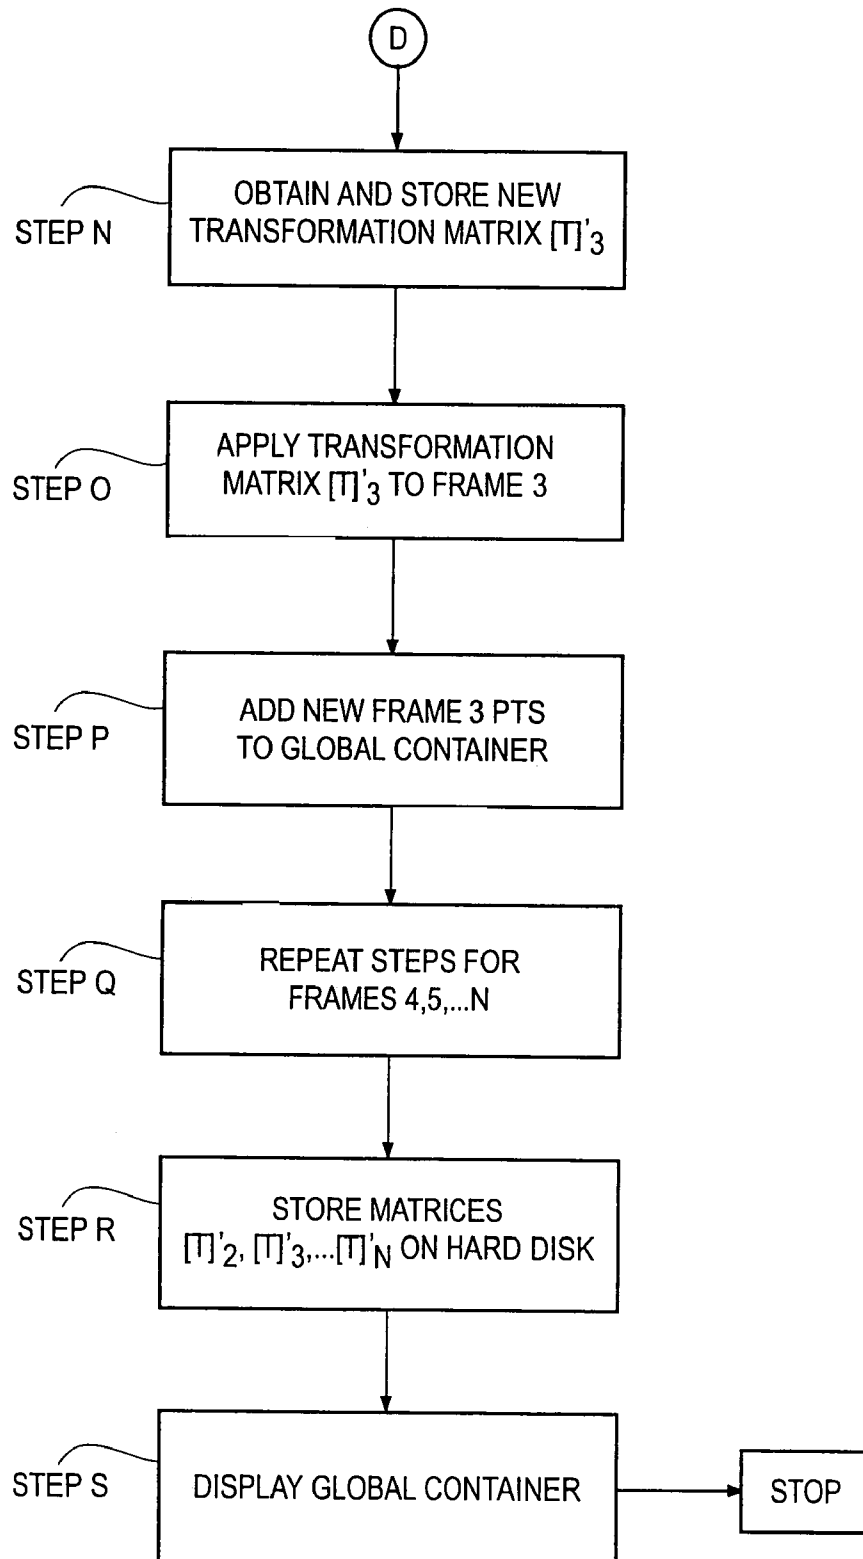 D
STEP N
OBTAIN AND STORE NEW
TRANSFORMATION MATRIX [T]'3
STEP O
APPLY TRANSFORMATION
MATRIX [T]'3 TO FRAME 3
STEP P
ADD NEW FRAME 3 PTS
TO GLOBAL CONTAINER
STEP Q
REPEAT STEPS FOR
FRAMES 4,5,...N
STEP R
STORE MATRICES
[T]'2, [T]'3,...[T]'N ON HARD DISK
STEP S
DISPLAY GLOBAL CONTAINER
STOP